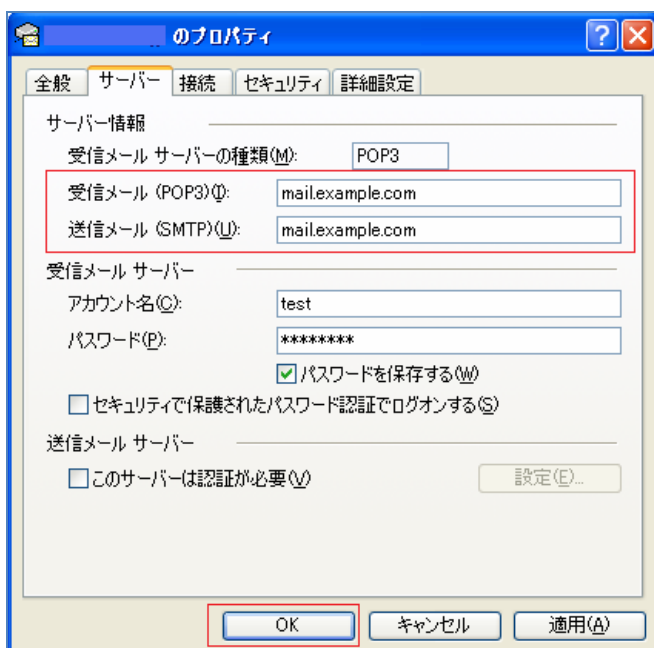 のプロパティ
全般 サーバー 接続 セキュリティ 詳細設定
サーバー情報
受信メール サーバーの種類(M): POP3
受信メール (POP3)(I): mail.example.com
送信メール (SMTP)(U): mail.example.com
受信メール サーバー
アカウント名(C): test
パスワード(P): ********
パスワードを保存する(W)
セキュリティで保護されたパスワード認証でログオンする(S)
送信メール サーバー
このサーバーは認証が必要(V) 設定(E)...
OK キャンセル 適用(A)